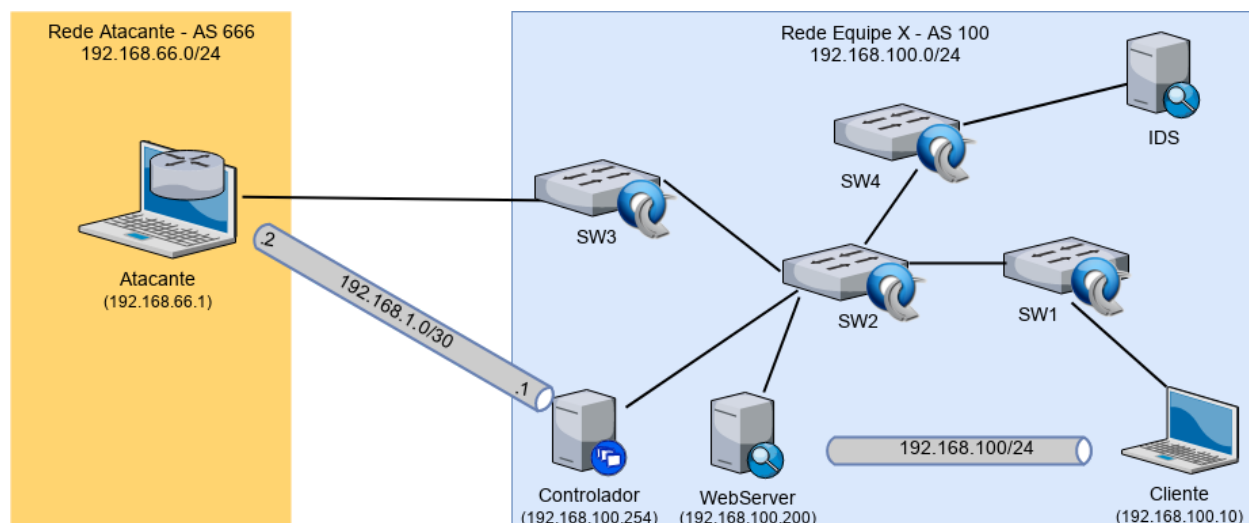 Rede Atacante - AS 666
192.168.66.0/24
Rede Equipe X - AS 100
192.168.100.0/24
IDS
SW4
SW3
Atacante
(192.168.66.1)
.2
192.168.1.0/30
.1
SW2
SW1
192.168.100/24
Controlador
(192.168.100.254)
WebServer
(192.168.100.200)
Cliente
(192.168.100.10)